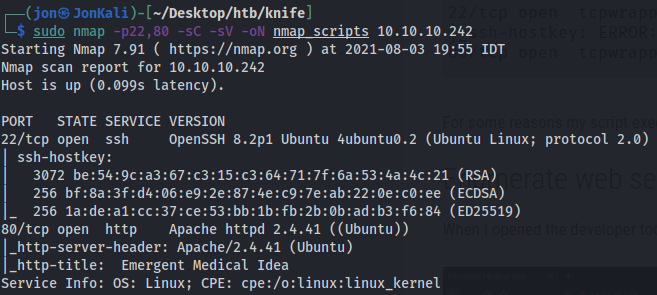 (jon㉿JonKali)-[~/Desktop/htb/knife]
$ sudo nmap -p22,80 -sC -sV -oN nmap_scripts 10.10.10.242
Starting Nmap 7.91 ( https://nmap.org ) at 2021-08-03 19:55 IDT
Nmap scan report for 10.10.10.242
Host is up (0.099s latency).
PORT   STATE SERVICE VERSION
22/tcp open  ssh     OpenSSH 8.2p1 Ubuntu 4ubuntu0.2 (Ubuntu Linux; protocol 2.0)
| ssh-hostkey:
|   3072 be:54:9c:a3:67:c3:15:c3:64:71:7f:6a:53:4a:4c:21 (RSA)
|   256 bf:8a:3f:d4:06:e9:2e:87:4e:c9:7e:ab:22:0e:c0:ee (ECDSA)
|_  256 1a:de:a1:cc:37:ce:53:bb:1b:fb:2b:0b:ad:b3:f6:84 (ED25519)
80/tcp open  http    Apache httpd 2.4.41 ((Ubuntu))
|_http-server-header: Apache/2.4.41 (Ubuntu)
|_http-title:  Emergent Medical Idea
Service Info: OS: Linux; CPE: cpe:/o:linux:linux_kernel
22/tcp open  tcpwrapp
ssh-hostkey: ERROR:
open  tcpwrapp
For some reasons my script exe
erate web se
When I opened the developer to